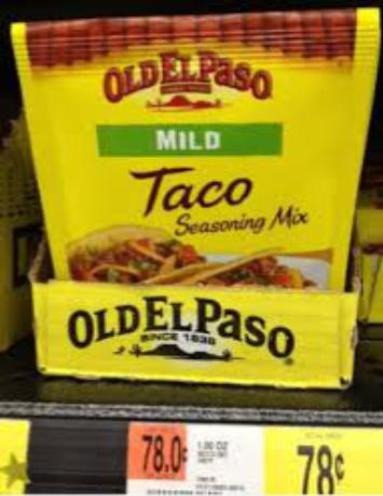 OLD EL PASO
MILD
Taco
Seasoning Mix
OLD EL PASO
SINCE 1938
78.0¢
1.00 OZ
78¢